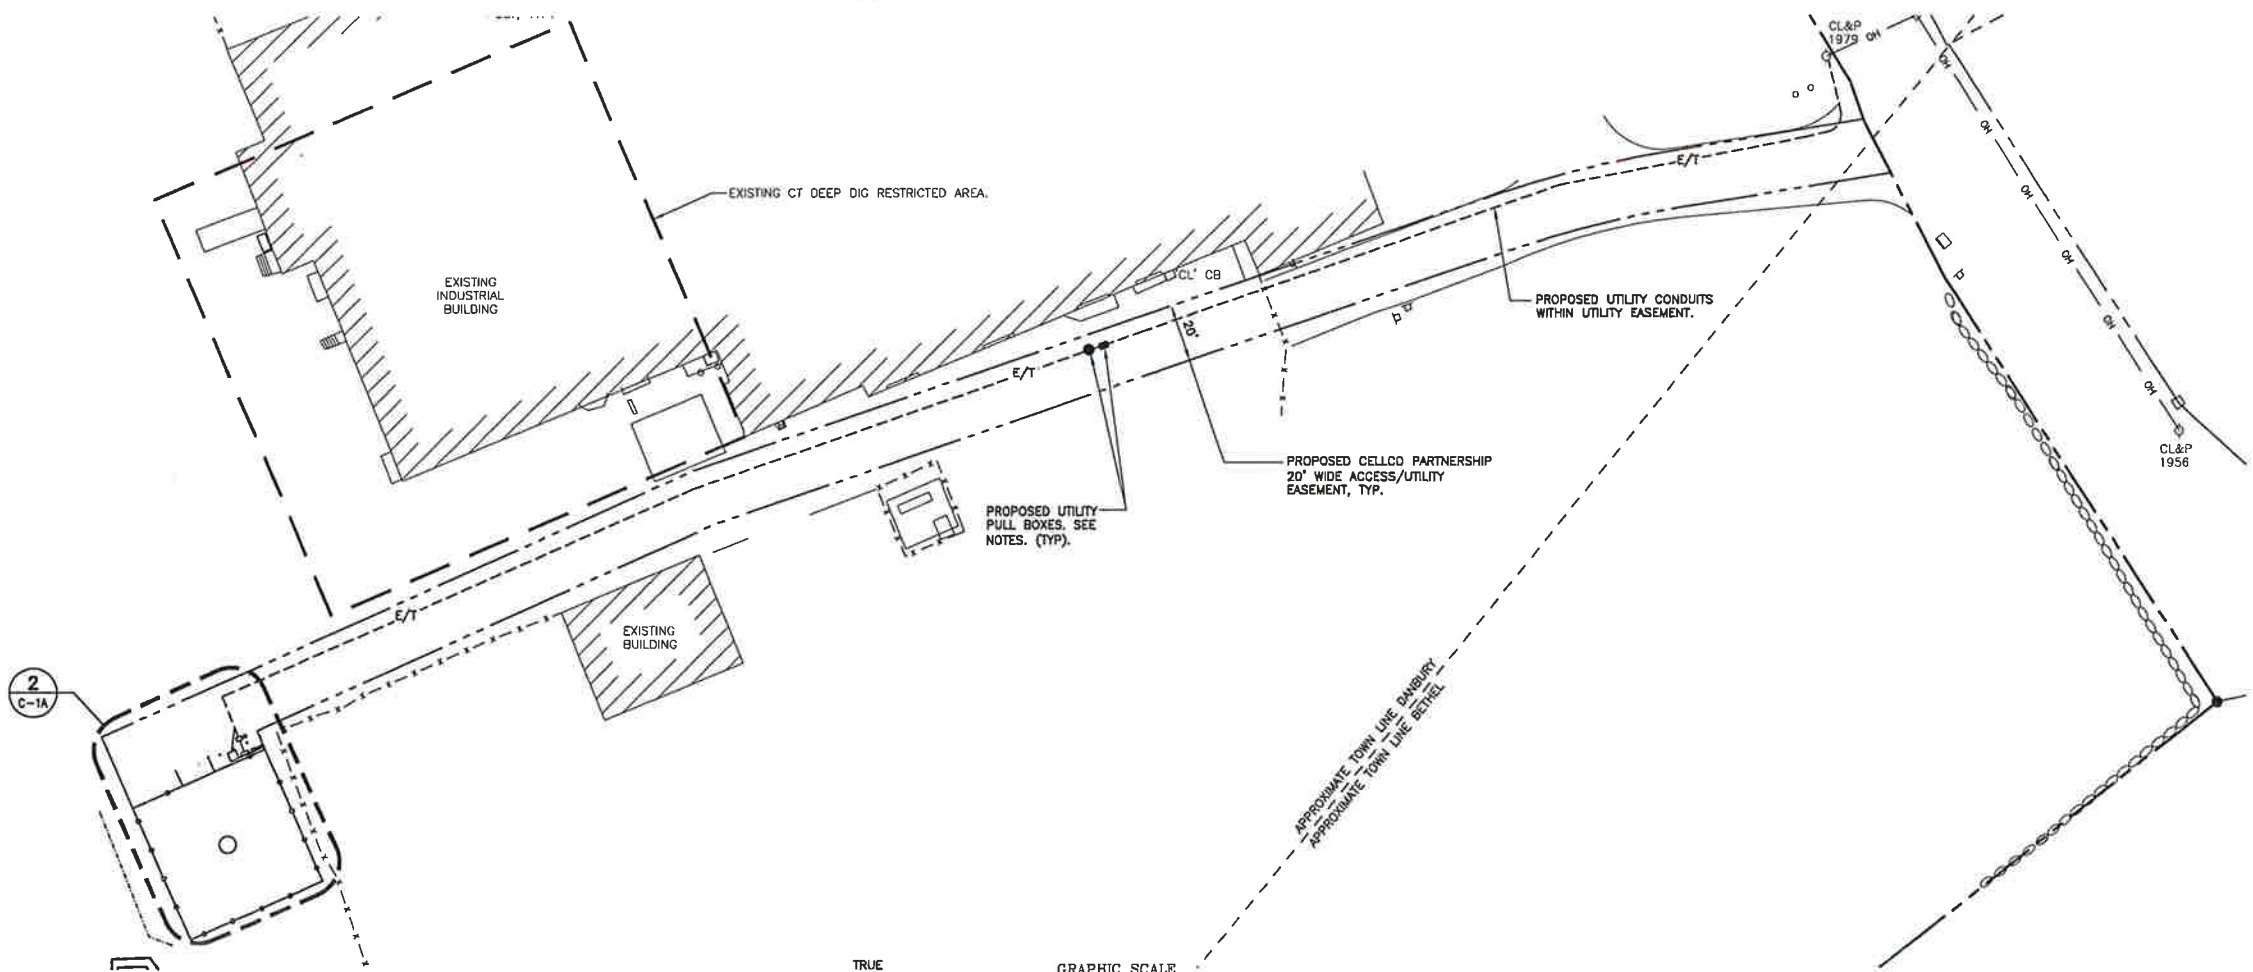 CL&P
1979
OH
OH
OH
OH
OH
OH
OH
OH
E/T
EXISTING CT DEEP DIG RESTRICTED AREA.
EXISTING
INDUSTRIAL
BUILDING
'CL' CB
PROPOSED UTILITY CONDUITS
WITHIN UTILITY EASEMENT.
20'
E/T
CL&P
1956
PROPOSED CELLCO PARTNERSHIP
20' WIDE ACCESS/UTILITY
EASEMENT, TYP.
PROPOSED UTILITY
PULL BOXES. SEE
NOTES. (TYP).
E/T
EXISTING
BUILDING
2
C-1A
APPROXIMATE TOWN LINE DANBURY
APPROXIMATE TOWN LINE BETHEL
TRUE
GRAPHIC SCALE